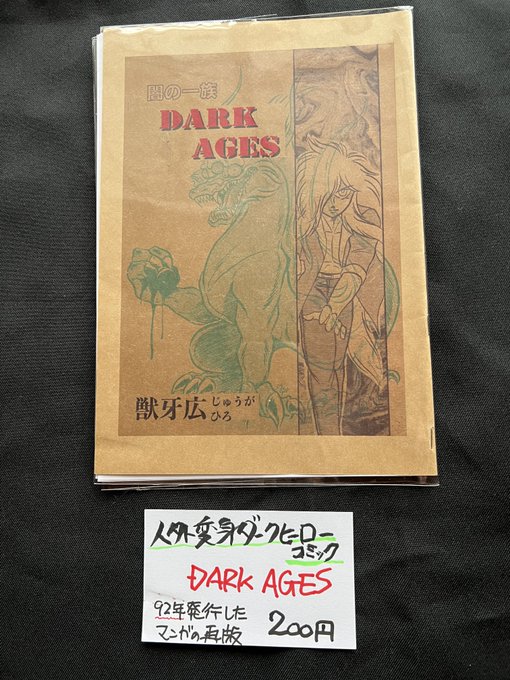 闇の一族
DARK
AGES
獣牙広
じゅうが
ひろ
人外変身ダークヒーロー
コミック
DARK AGES
92年発行した
マンガの再販
200円